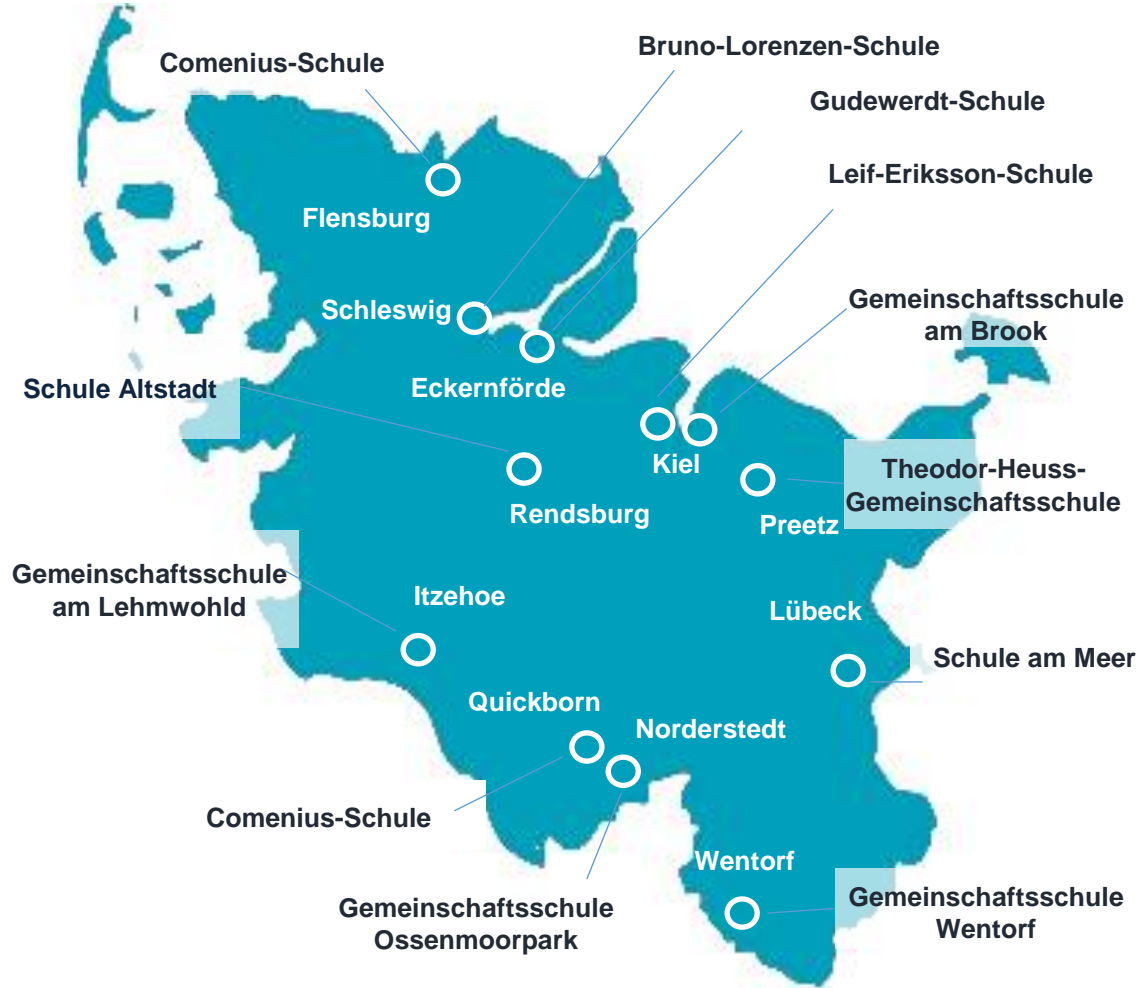 Bruno-Lorenzen-Schule
Comenius-Schule
Gudewerdt-Schule
Leif-Eriksson-Schule
Flensburg
Gemeinschaftsschule
am Brook
Schleswig
Schule Altstadt
Eckernförde
Kiel
Theodor-Heuss-
Gemeinschaftsschule
Rendsburg
Preetz
Gemeinschaftsschule
am Lehmwohld
Itzehoe
Lübeck
Schule am Meer
Quickborn
Norderstedt
Comenius-Schule
Wentorf
Gemeinschaftsschule
Ossenmoorpark
Gemeinschaftsschule
Wentorf